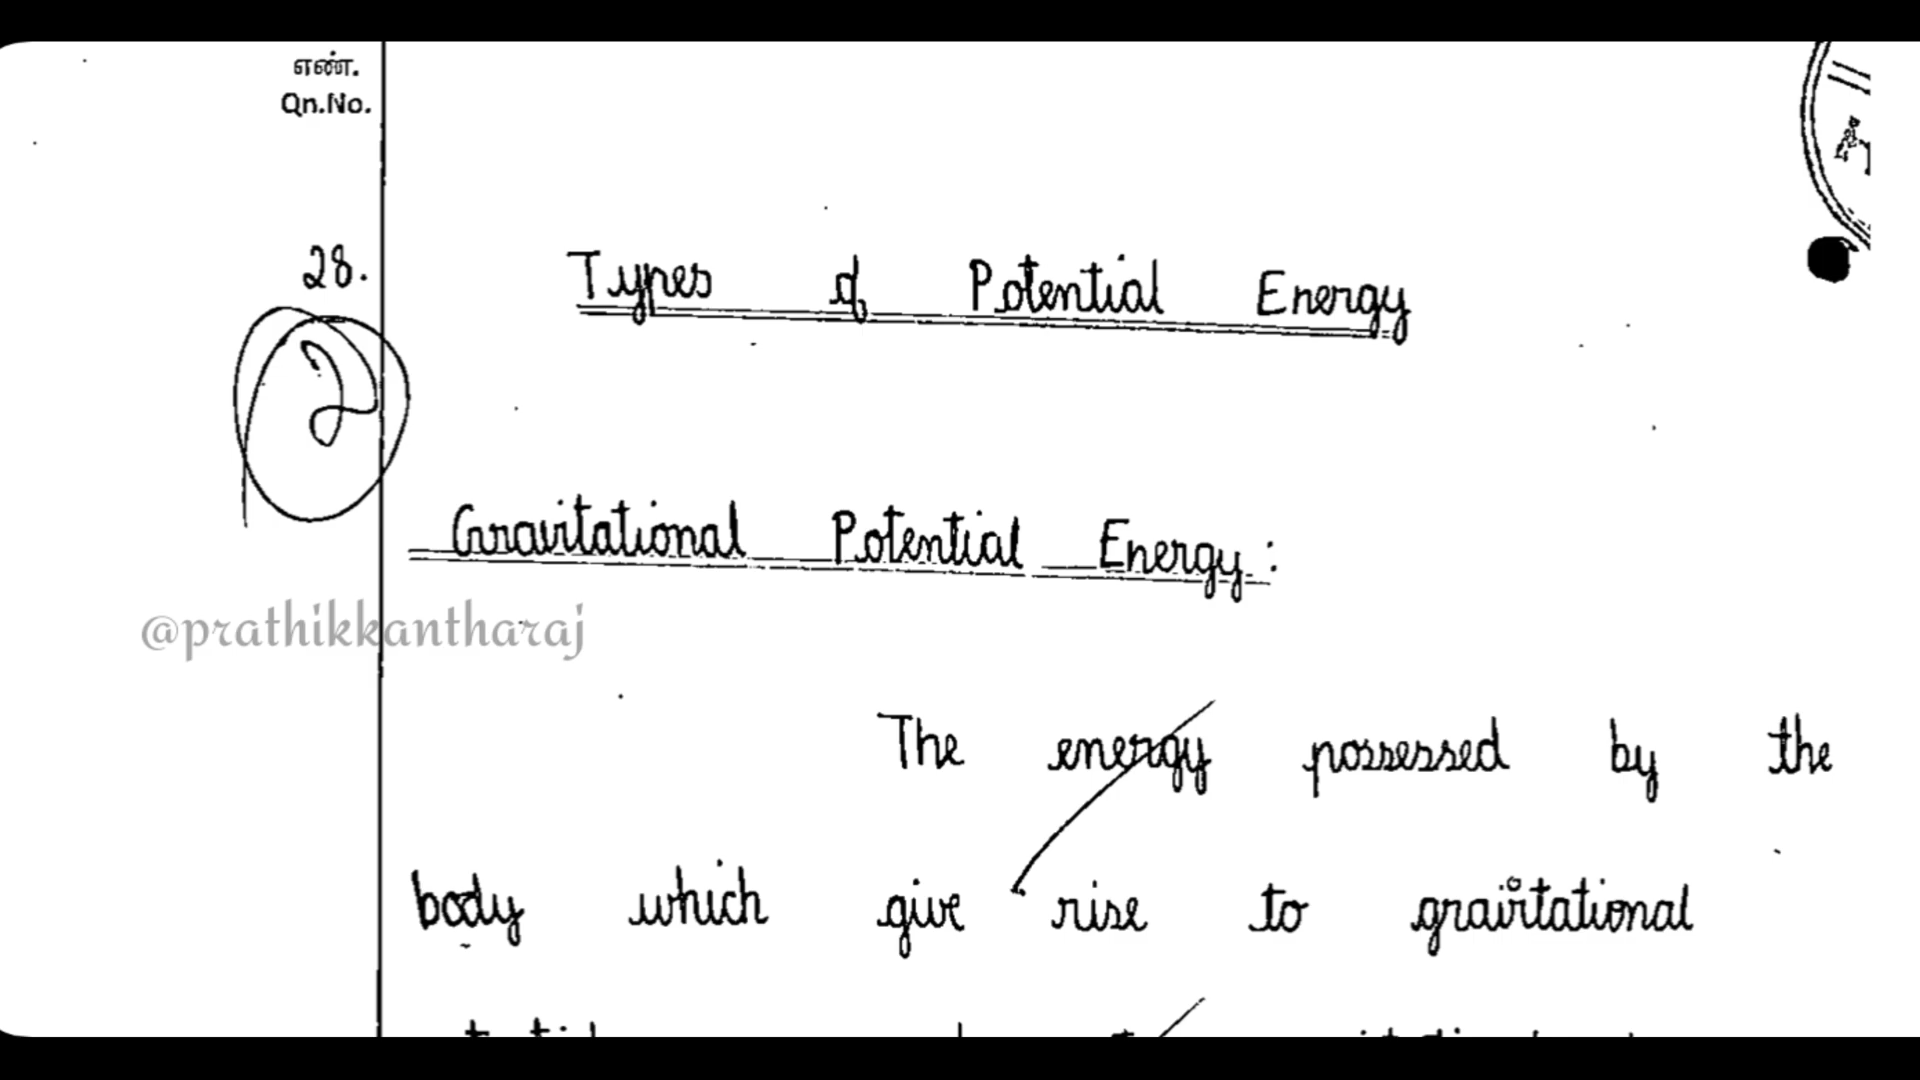 எண்.
Qn.No.
28.
Types of Potential Energy
2
Gravitational Potential Energy :
@prathikkantharaj
The energy possessed by the
body which give rise to gravitational